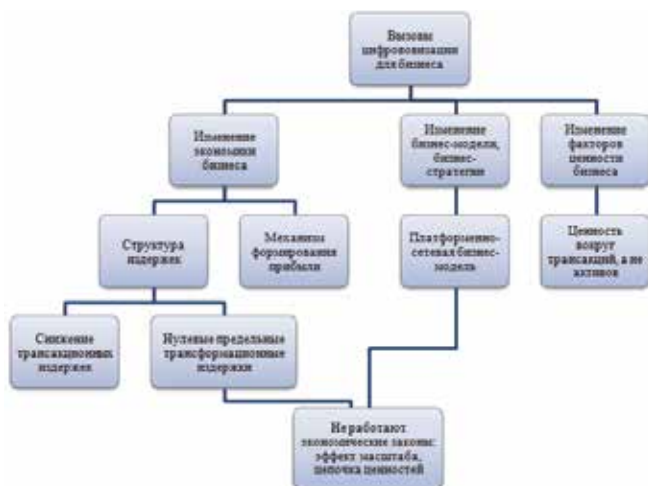 Вызовы
цифрововизации
для бизнеса
Изменение
экономики
бизнеса
Изменение
бизнес-модели,
бизнес-
стратегии
Изменение
факторов
ценности
бизнеса
Структура
издержек
Механизм
формирования
прибыли
Платформенно-
сетевая бизнес-
модель
Ценность
вокруг
трансакций, а не
активов
Снижение
трансакционных
издержек
Нулевые предельные
трансформационные
издержки
Не работают
экономические законы:
эффект масштаба,
цепочка ценностей